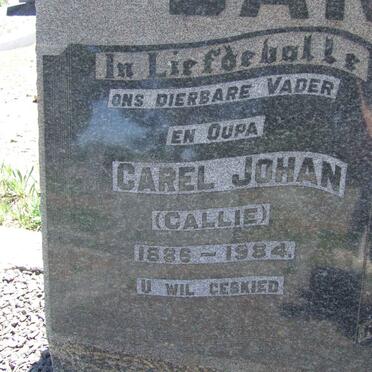 In Liefdevolle
ONS DIERBARE VADER
EN OUPA
CAREL JOHAN
(CALLIE)
1886 – 1984.
U WIL GESKIED